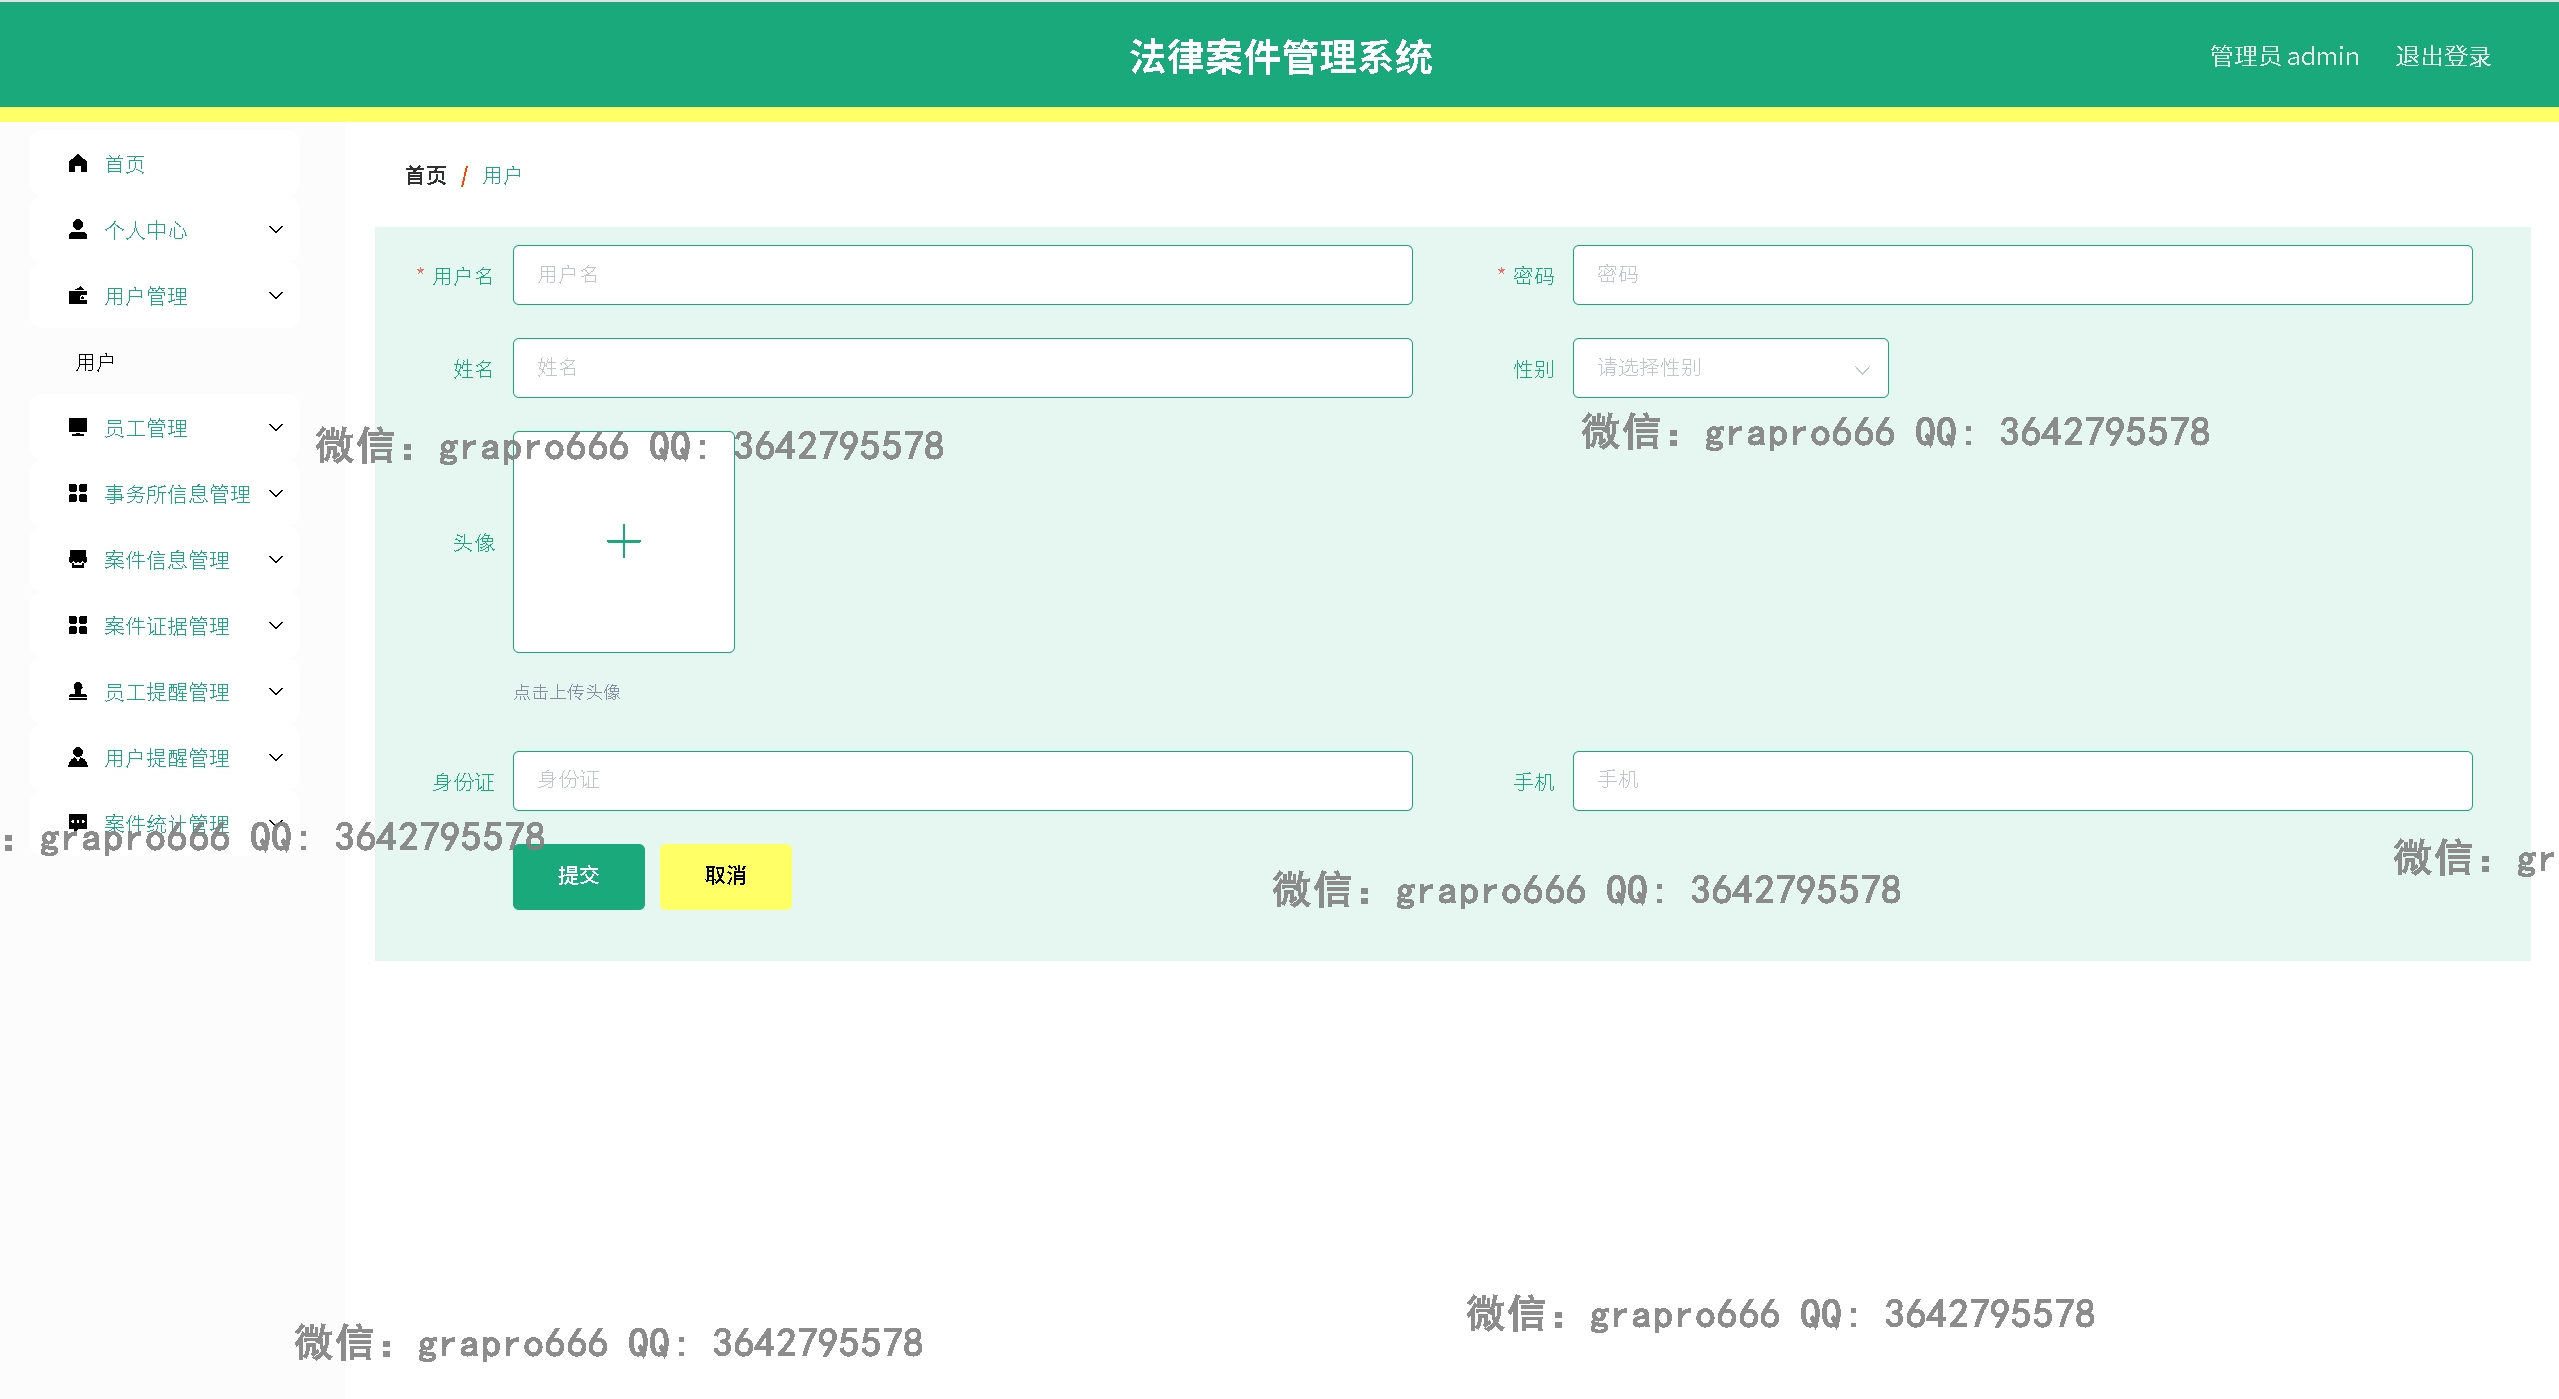 法律案件管理系统
管理员 admin 退出登录
首页
个人中心
用户管理
用户
员工管理
事务所信息管理
案件信息管理
案件证据管理
员工提醒管理
用户提醒管理
案件统计管理
首页 / 用户
* 用户名 用户名
* 密码 密码
姓名 姓名
性别 请选择性别
微信: grapro666 QQ: 3642795578
微信: grapro666 QQ: 3642795578
头像
点击上传头像
身份证 身份证
手机 手机
: grapro666 QQ: 3642795578
提交 取消
微信: grapro666 QQ: 3642795578
微信: gr
微信: grapro666 QQ: 3642795578
微信: grapro666 QQ: 3642795578